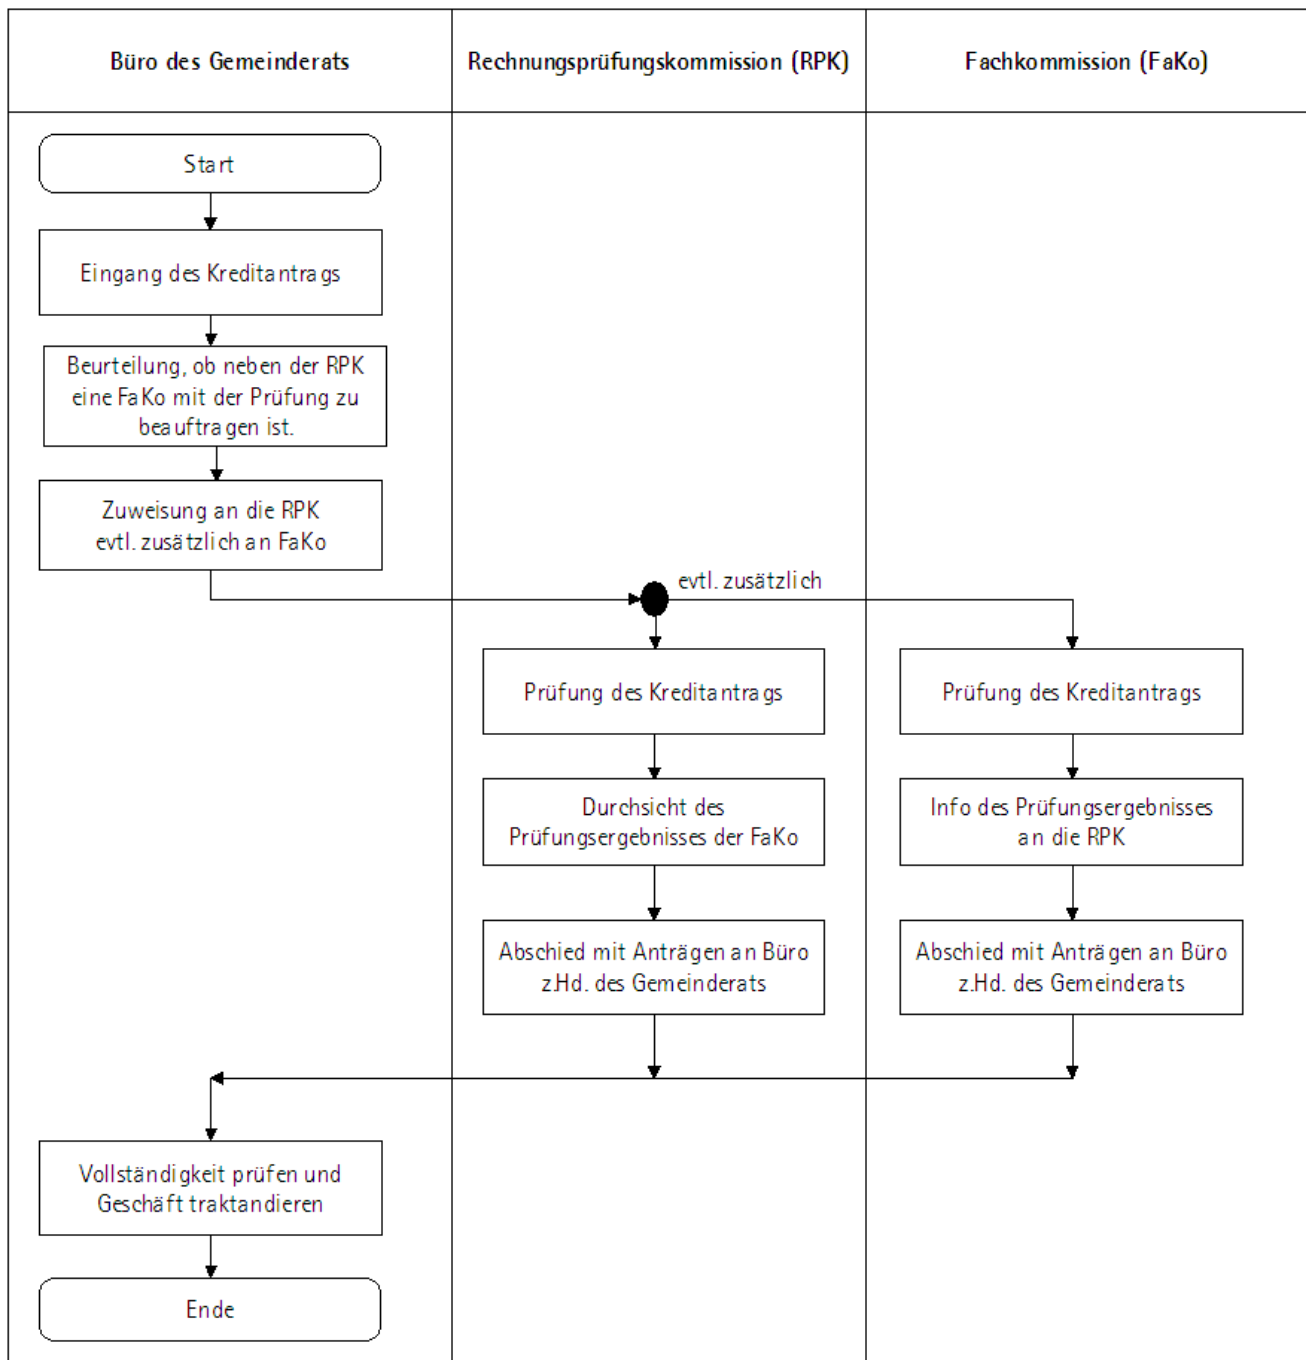 Büro des Gemeinderats
Rechnungsprüfungskommission (RPK)
Fachkommission (FaKo)
Start
Eingang des Kreditantrags
Beurteilung, ob neben der RPK
eine FaKo mit der Prüfung zu
beauftragen ist.
Zuweisung an die RPK
evtl. zusätzlich an FaKo
evtl. zusätzlich
Prüfung des Kreditantrags
Prüfung des Kreditantrags
Durchsicht des
Prüfungsergebnisses der FaKo
Info des Prüfungsergebnisses
an die RPK
Abschied mit Anträgen an Büro
z.Hd. des Gemeinderats
Abschied mit Anträgen an Büro
z.Hd. des Gemeinderats
Vollständigkeit prüfen und
Geschäft traktandieren
Ende